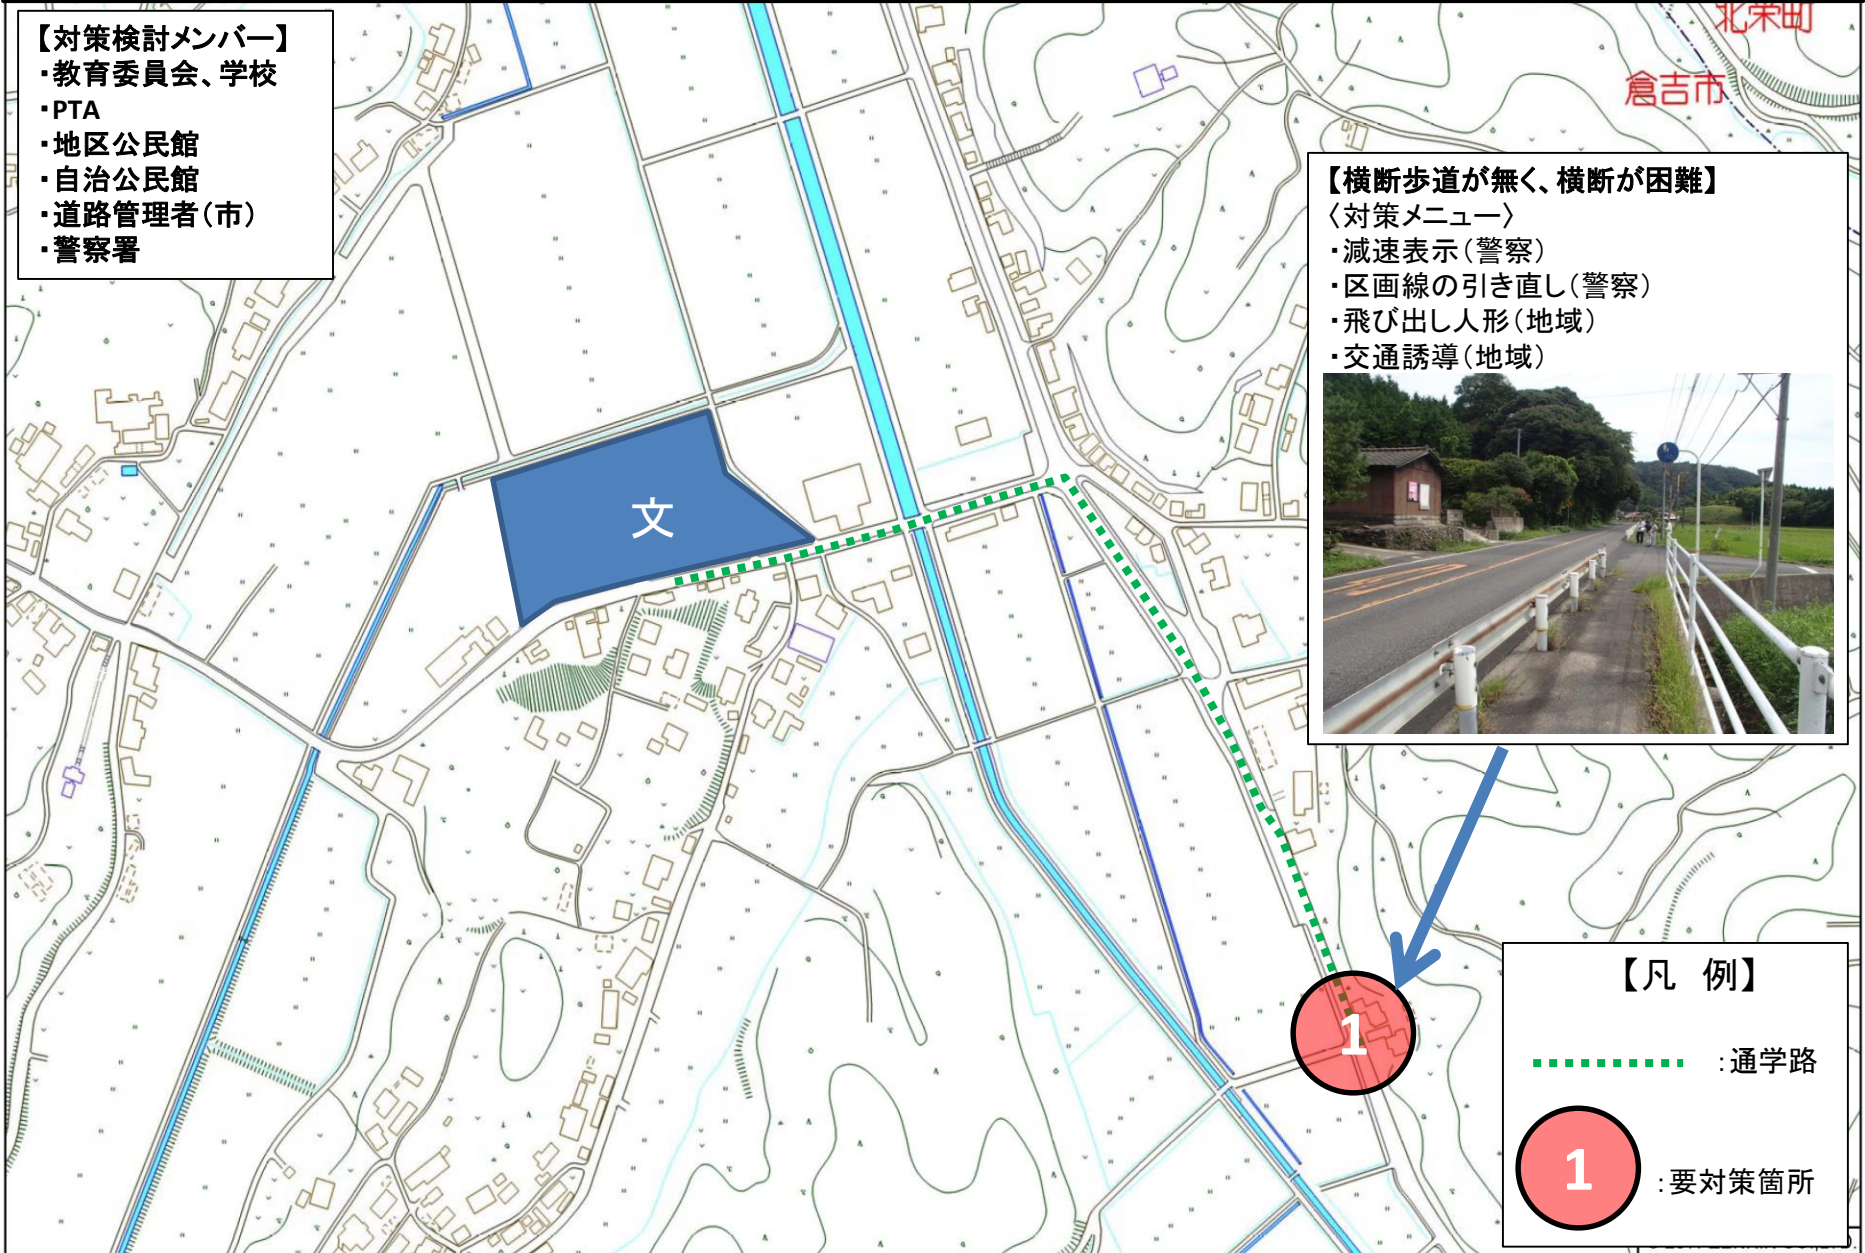 【対策検討メンバー】
・教育委員会、学校
・PTA
・地区公民館
・自治公民館
・道路管理者（市）
・警察署
北栄町
倉吉市
【横断歩道が無く、横断が困難】
〈対策メニュー〉
・減速表示（警察）
・区画線の引き直し（警察）
・飛び出し人形（地域）
・交通誘導（地域）
文
1
【凡　例】
：通学路
1
：要対策箇所